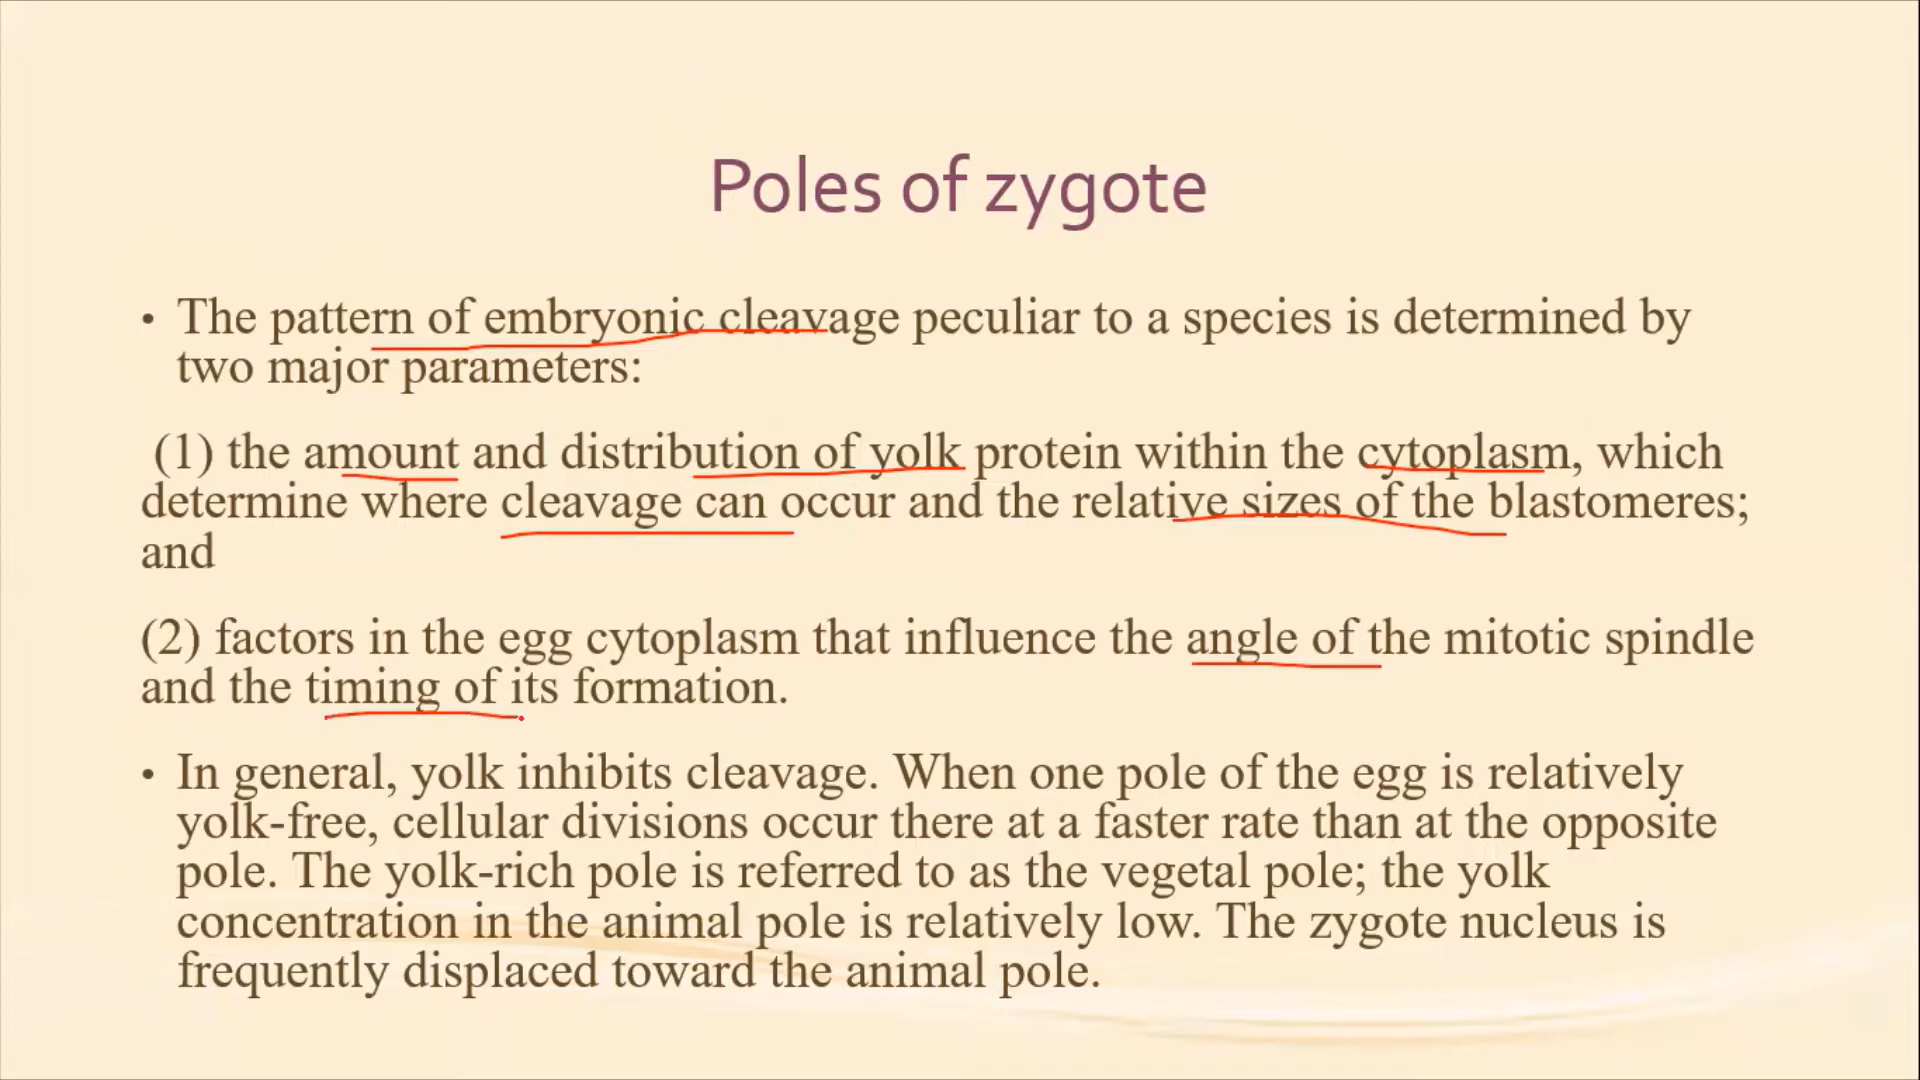 Poles of zygote
• The pattern of embryonic cleavage peculiar to a species is determined by
two major parameters:
(1) the amount and distribution of yolk protein within the cytoplasm, which
determine where cleavage can occur and the relative sizes of the blastomeres;
and
(2) factors in the egg cytoplasm that influence the angle of the mitotic spindle
and the timing of its formation.
• In general, yolk inhibits cleavage. When one pole of the egg is relatively
yolk-free, cellular divisions occur there at a faster rate than at the opposite
pole. The yolk-rich pole is referred to as the vegetal pole; the yolk
concentration in the animal pole is relatively low. The zygote nucleus is
frequently displaced toward the animal pole.